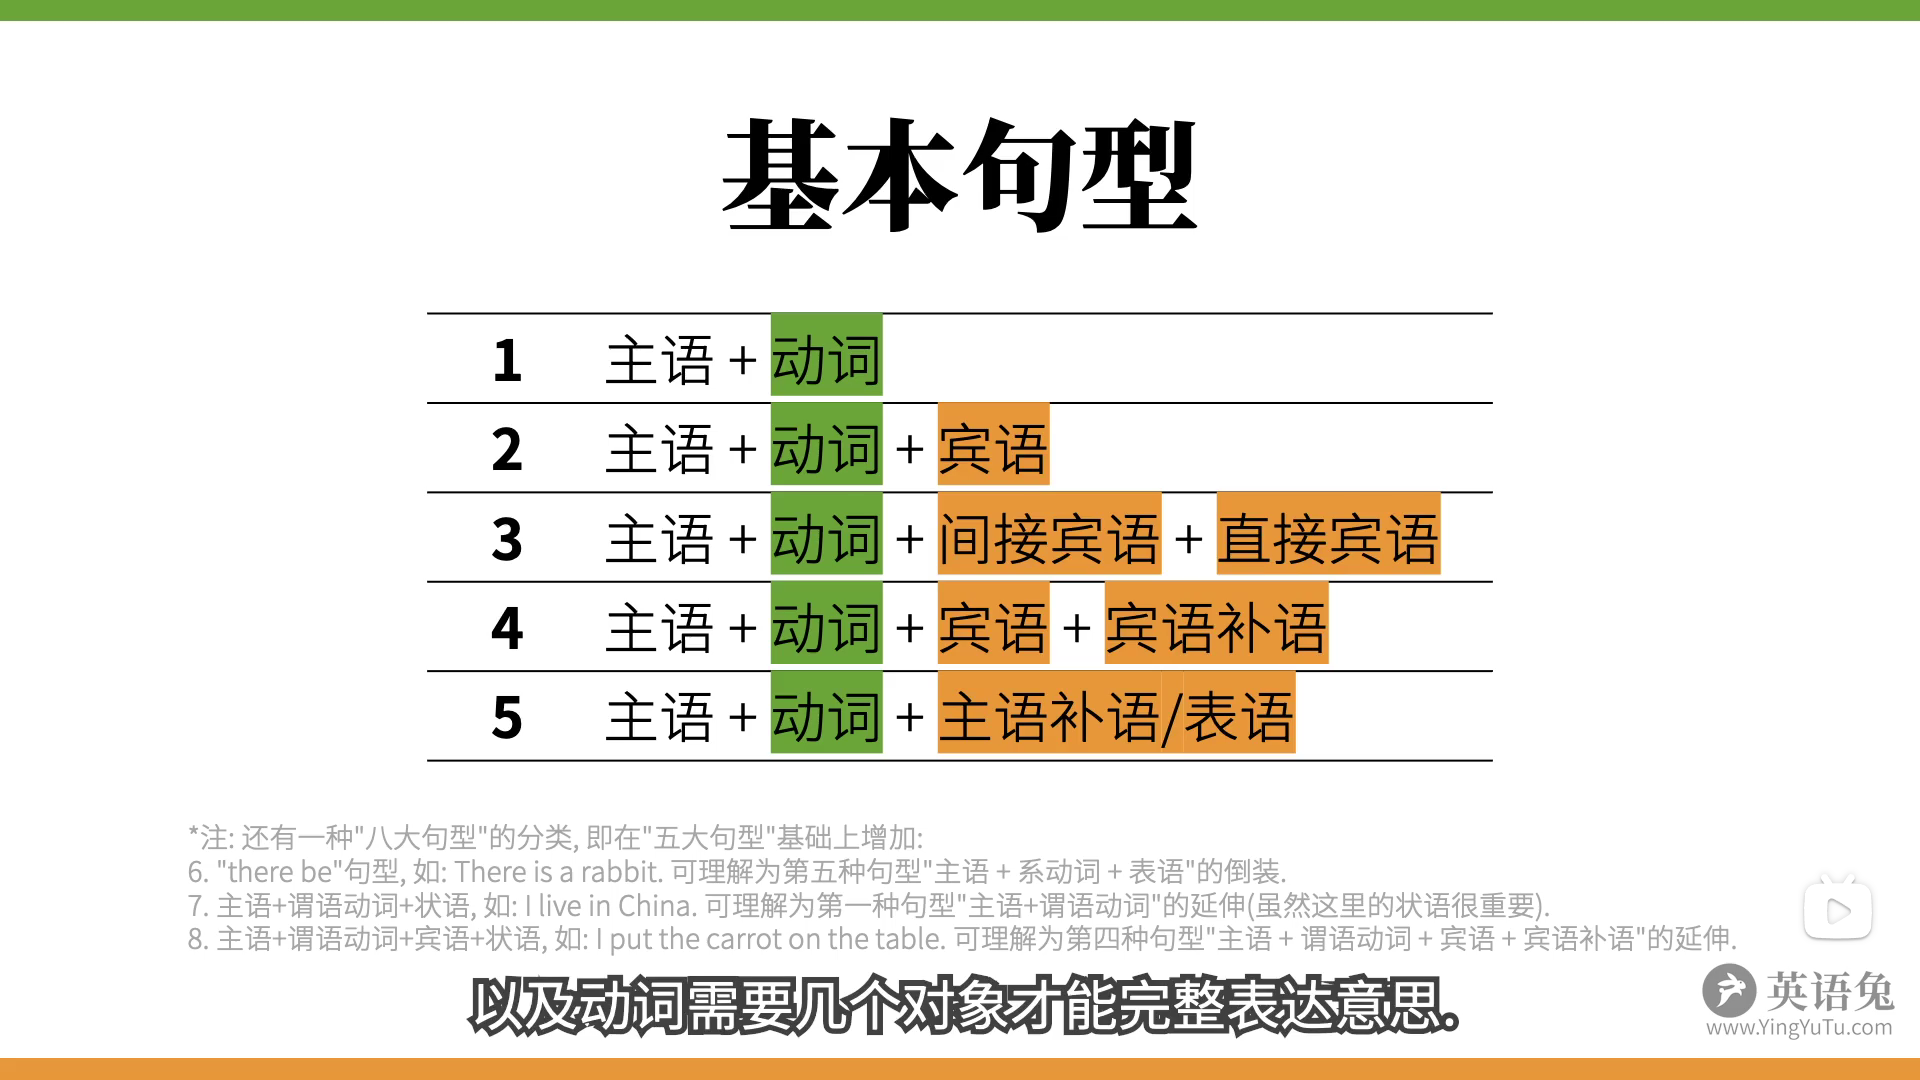 基本句型
1 主语 + 动词
2 主语 + 动词 + 宾语
3 主语 + 动词 + 间接宾语 + 直接宾语
4 主语 + 动词 + 宾语 + 宾语补语
5 主语 + 动词 + 主语补语/表语
*注: 还有一种"八大句型"的分类, 即在"五大句型"基础上增加:
6. "there be"句型, 如: There is a rabbit. 可理解为第五种句型"主语 + 系动词 + 表语"的倒装.
7. 主语+谓语动词+状语, 如: I live in China. 可理解为第一种句型"主语+谓语动词"的延伸(虽然这里的状语很重要).
8. 主语+谓语动词+宾语+状语, 如: I put the carrot on the table. 可理解为第四种句型"主语 + 谓语动词 + 宾语 + 宾语补语"的延伸.
以及动词需要几个对象才能完整表达意思.
英语兔
www.YingYuTu.com